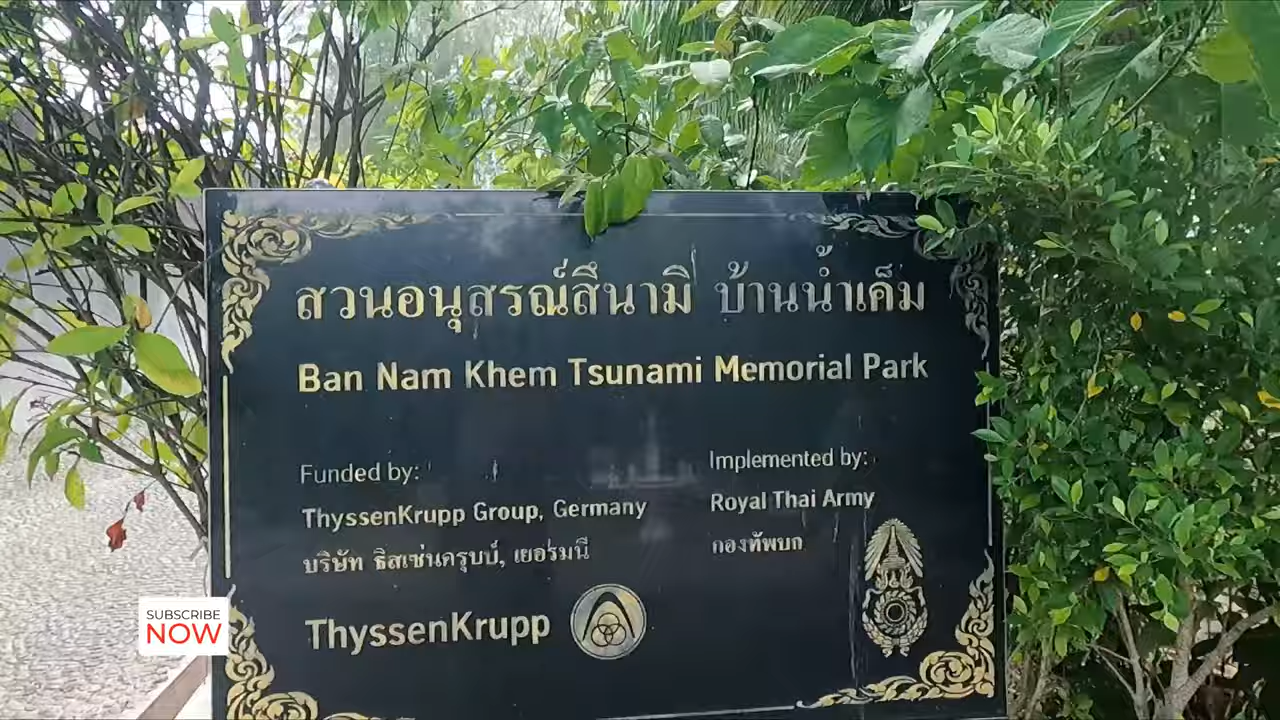 สวนอนุสรณ์สึนามิ บ้านน้ำเค็ม
Ban Nam Khem Tsunami Memorial Park
Funded by:
ThyssenKrupp Group, Germany
บริษัท ธิสเซ่นครุบบ์, เยอรมนี
ThyssenKrupp
Implemented by:
Royal Thai Army
กองทัพบก
SUBSCRIBE
NOW